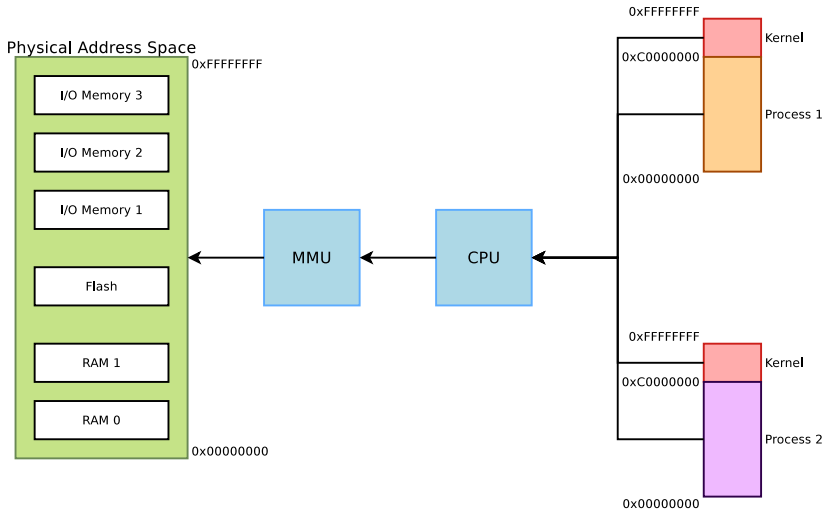 Physical Address Space
0xFFFFFFFF
I/O Memory 3
I/O Memory 2
I/O Memory 1
Flash
RAM 1
RAM 0
0x00000000
MMU
CPU
0xFFFFFFFF
Kernel
0xC0000000
Process 1
0x00000000
0xFFFFFFFF
Kernel
0xC0000000
Process 2
0x00000000